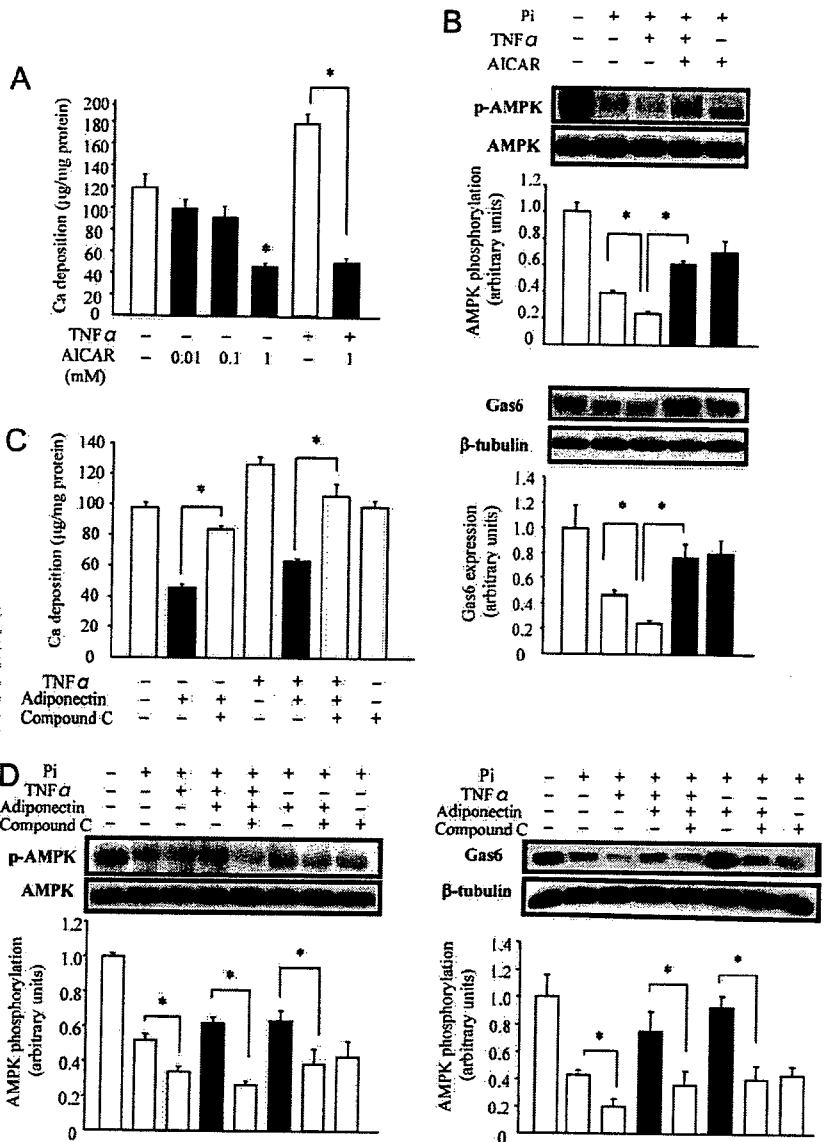 A
Ca deposition (µg/mg protein)
200
180
160
140
120
100
80
60
40
20
0
*
*
TNFα – – – – + +
AICAR – 0.01 0.1 1 – 1
(mM)
B
Pi – + + + +
TNFα – – + + –
AICAR – – – + +
p-AMPK
AMPK
AMPK phosphorylation
(arbitrary units)
1.2
1.0
0.8
0.6
0.4
0.2
0
* *
Gas6
β-tubulin
Gas6 expression
(arbitrary units)
1.4
1.2
1.0
0.8
0.6
0.4
0.2
0
* *
C
Ca deposition (µg/mg protein)
140
120
100
80
60
40
20
0
* *
TNFα – – – + + + –
Adiponectin – + + – + + –
Compound C – – + – – + +
D
Pi – + + + + + + +
TNFα – – + + + – – –
Adiponectin – – – + + + + –
Compound C – – – – + – + +
p-AMPK
AMPK
AMPK phosphorylation
(arbitrary units)
1.2
1.0
0.8
0.6
0.4
0.2
0
* * *
Pi – + + + + + + +
TNFα – – + + + – – –
Adiponectin – – – + + + + –
Compound C – – – – + – + +
Gas6
β-tubulin
AMPK phosphorylation
(arbitrary units)
1.4
1.2
1.0
0.8
0.6
0.4
0.2
0
* * *